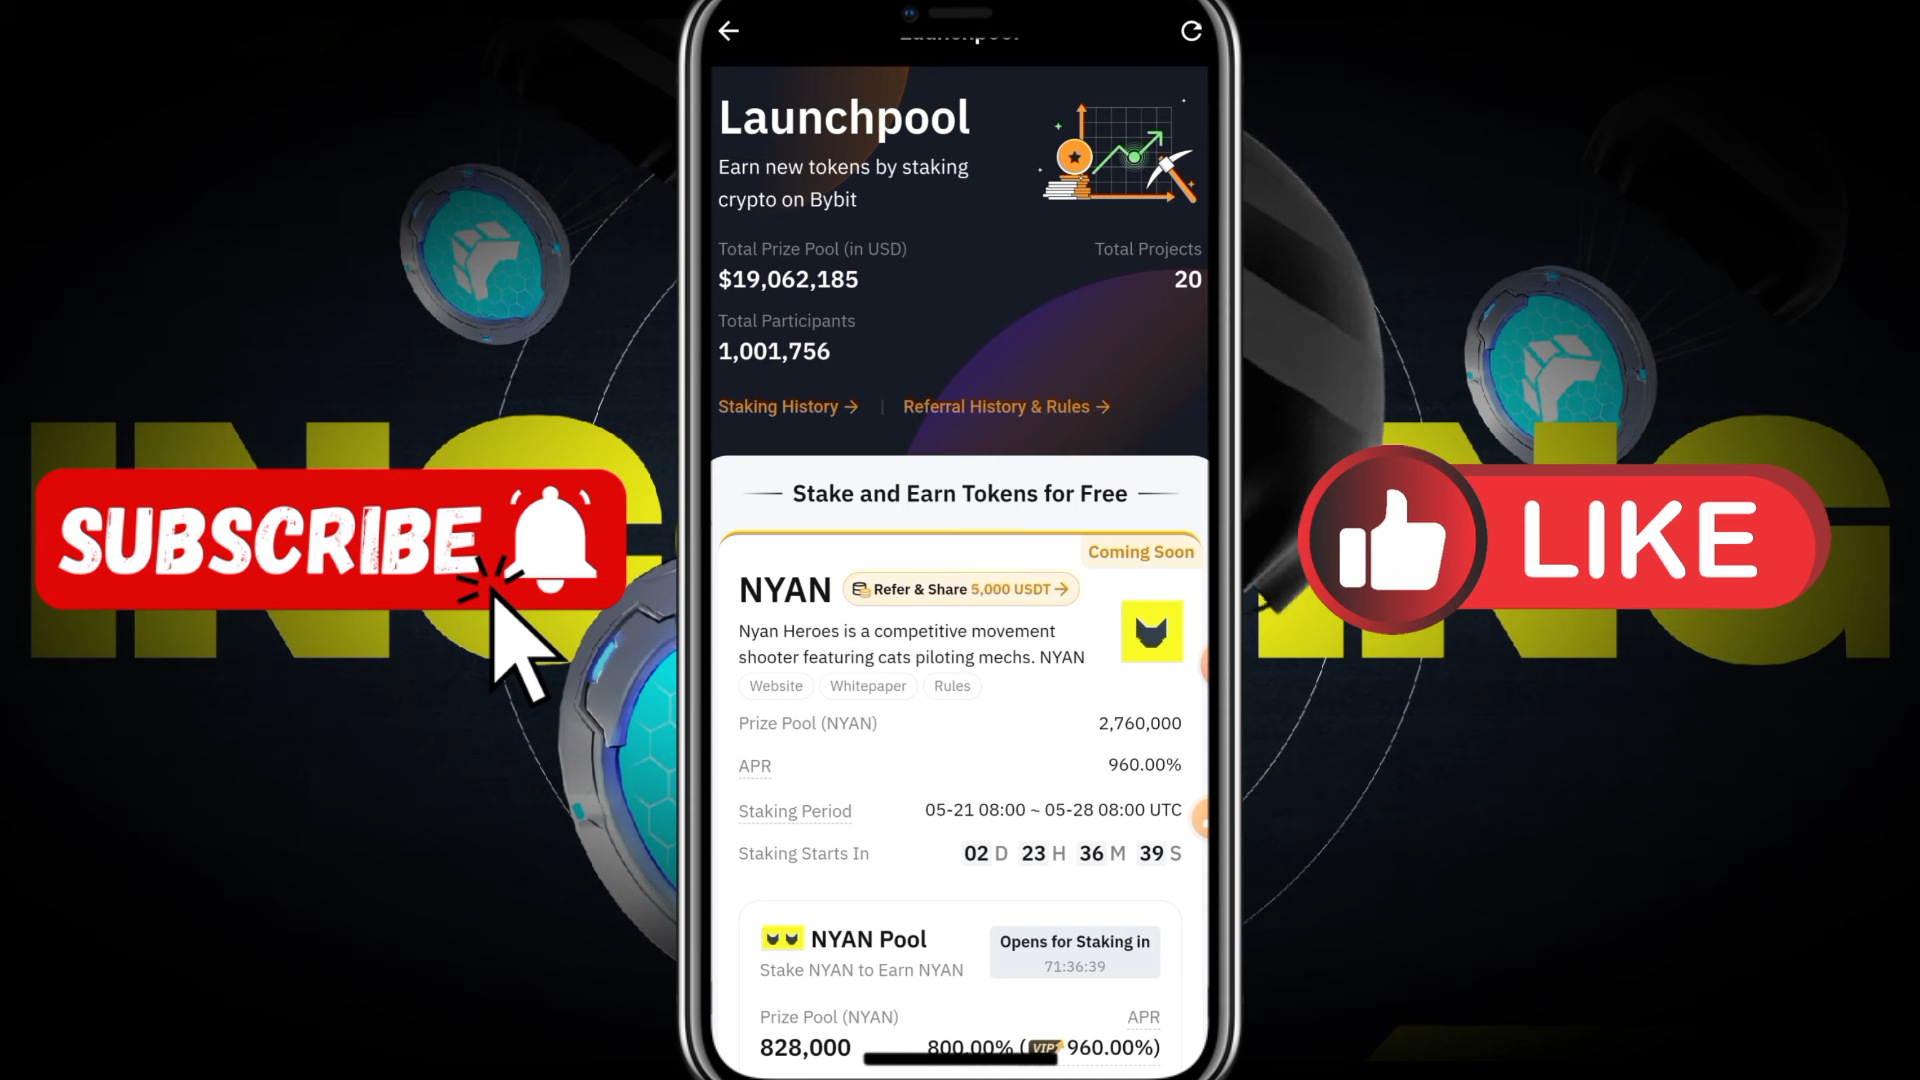 Launchpool
Launchpool
Earn new tokens by staking
crypto on Bybit
Total Prize Pool (in USD)
Total Projects
$19,062,185
20
Total Participants
1,001,756
Staking History →
Referral History & Rules →
Stake and Earn Tokens for Free
Coming Soon
NYAN
Refer & Share 5,000 USDT →
Nyan Heroes is a competitive movement
shooter featuring cats piloting mechs. NYAN
Website
Whitepaper
Rules
Prize Pool (NYAN)
2,760,000
APR
960.00%
Staking Period
05-21 08:00 ~ 05-28 08:00 UTC
Staking Starts In
02 D 23 H 36 M 39 S
NYAN Pool
Opens for Staking in
Stake NYAN to Earn NYAN
71:36:39
Prize Pool (NYAN)
APR
828,000
800.00% (VIP 960.00%)
SUBSCRIBE
LIKE